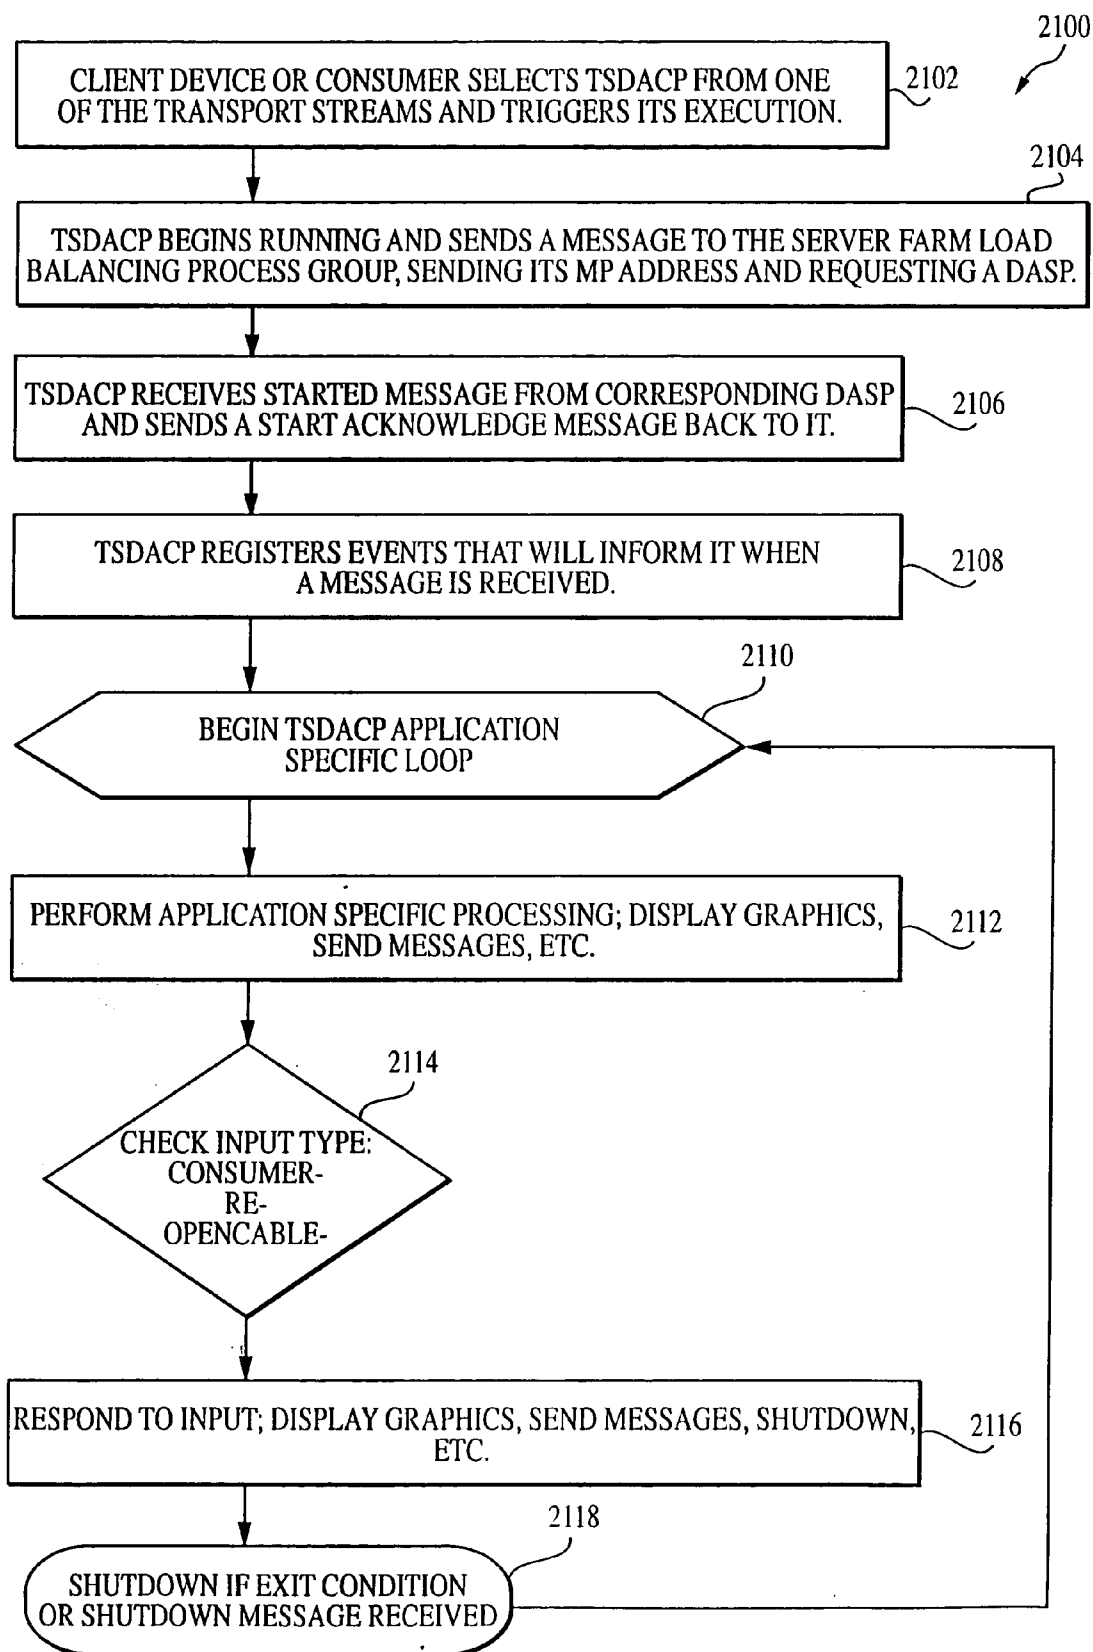 2100
CLIENT DEVICE OR CONSUMER SELECTS TSDACP FROM ONE
OF THE TRANSPORT STREAMS AND TRIGGERS ITS EXECUTION.
2102
2104
TSDACP BEGINS RUNNING AND SENDS A MESSAGE TO THE SERVER FARM LOAD
BALANCING PROCESS GROUP, SENDING ITS MP ADDRESS AND REQUESTING A DASP.
TSDACP RECEIVES STARTED MESSAGE FROM CORRESPONDING DASP
AND SENDS A START ACKNOWLEDGE MESSAGE BACK TO IT.
2106
TSDACP REGISTERS EVENTS THAT WILL INFORM IT WHEN
A MESSAGE IS RECEIVED.
2108
2110
BEGIN TSDACP APPLICATION
SPECIFIC LOOP
PERFORM APPLICATION SPECIFIC PROCESSING; DISPLAY GRAPHICS,
SEND MESSAGES, ETC.
2112
2114
CHECK INPUT TYPE:
CONSUMER-
RE-
OPENCABLE-
RESPOND TO INPUT; DISPLAY GRAPHICS, SEND MESSAGES, SHUTDOWN,
ETC.
2116
2118
SHUTDOWN IF EXIT CONDITION
OR SHUTDOWN MESSAGE RECEIVED